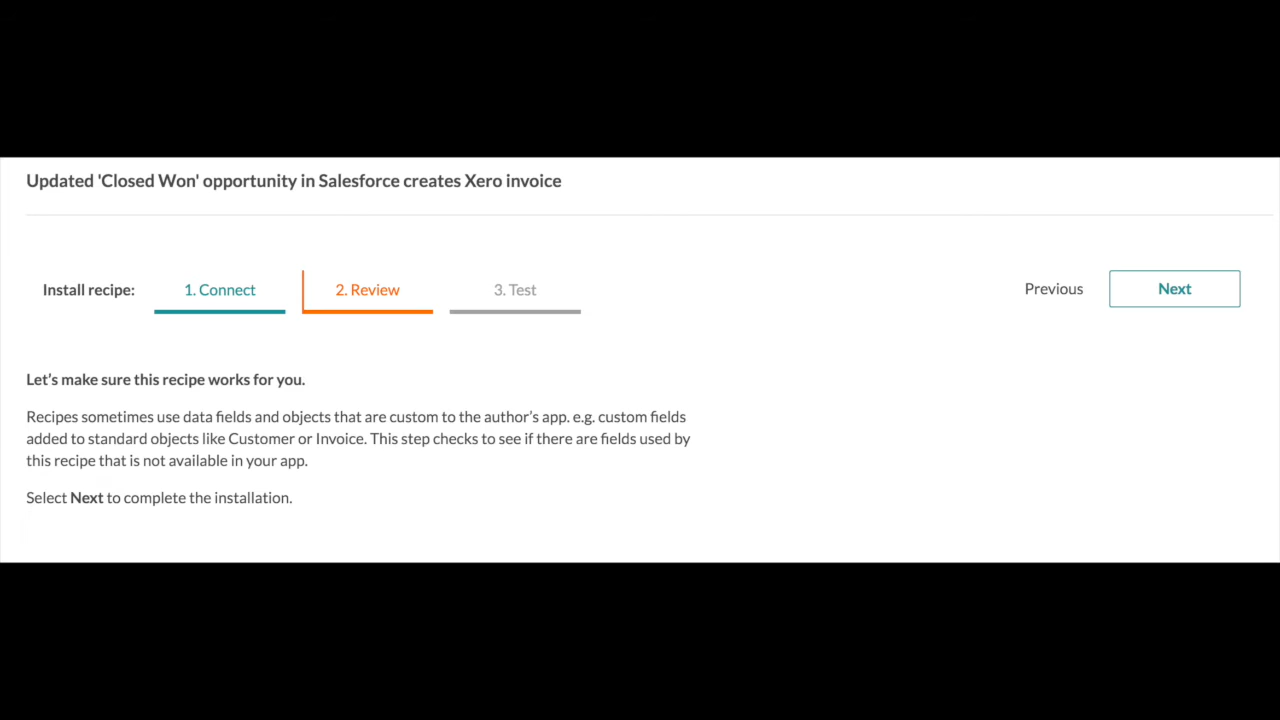 Updated 'Closed Won' opportunity in Salesforce creates Xero invoice
Install recipe: 1. Connect 2. Review 3. Test Previous Next
Let's make sure this recipe works for you.
Recipes sometimes use data fields and objects that are custom to the author's app. e.g. custom fields
added to standard objects like Customer or Invoice. This step checks to see if there are fields used by
this recipe that is not available in your app.
Select Next to complete the installation.